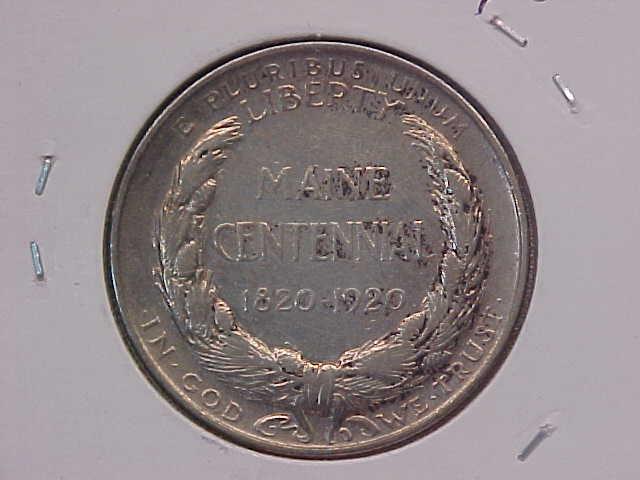 E PLURIBUS UNUM
LIBERTY
MAINE
CENTENNIAL
1820-1920
·IN·GOD WE·TRUST·